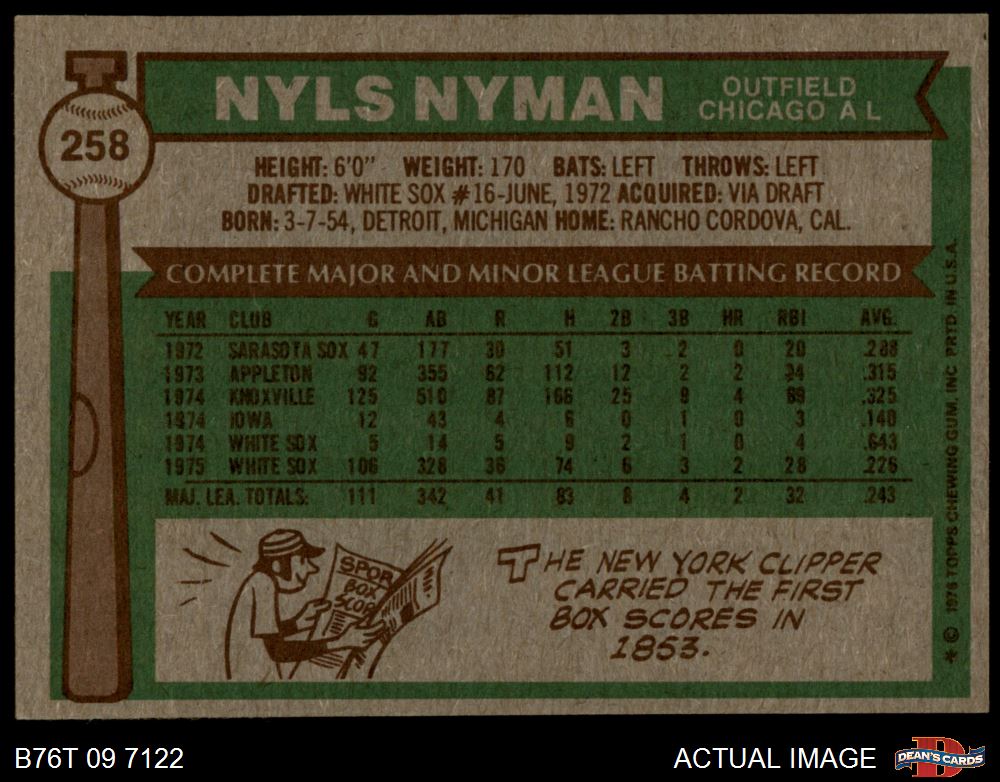 258
NYLS NYMAN
OUTFIELD
CHICAGO A L
HEIGHT: 6'0" WEIGHT: 170 BATS: LEFT THROWS: LEFT
DRAFTED: WHITE SOX #16-JUNE, 1972 ACQUIRED: VIA DRAFT
BORN: 3-7-54, DETROIT, MICHIGAN HOME: RANCHO CORDOVA, CAL.
COMPLETE MAJOR AND MINOR LEAGUE BATTING RECORD
YEAR CLUB G AB R H 2B 3B HR RBI AVG.
1972 SARASOTA SOX 47 177 30 51 3 2 0 20 .288
1973 APPLETON 92 355 62 112 12 2 2 34 .315
1974 KNOXVILLE 125 510 87 166 25 9 4 69 .325
1974 IOWA 12 43 4 6 0 1 0 3 .140
1974 WHITE SOX 5 14 5 9 2 1 0 4 .643
1975 WHITE SOX 106 328 36 74 6 3 2 28 .226
MAJ. LEA. TOTALS: 111 342 41 83 8 4 2 32 .243
SPOR
BOX
SCOR
THE NEW YORK CLIPPER
CARRIED THE FIRST
BOX SCORES IN
1853.
* © 1976 TOPPS CHEWING GUM, INC PRTD. IN U.S.A.
B76T 09 7122
ACTUAL IMAGE
D
DEAN'S CARDS